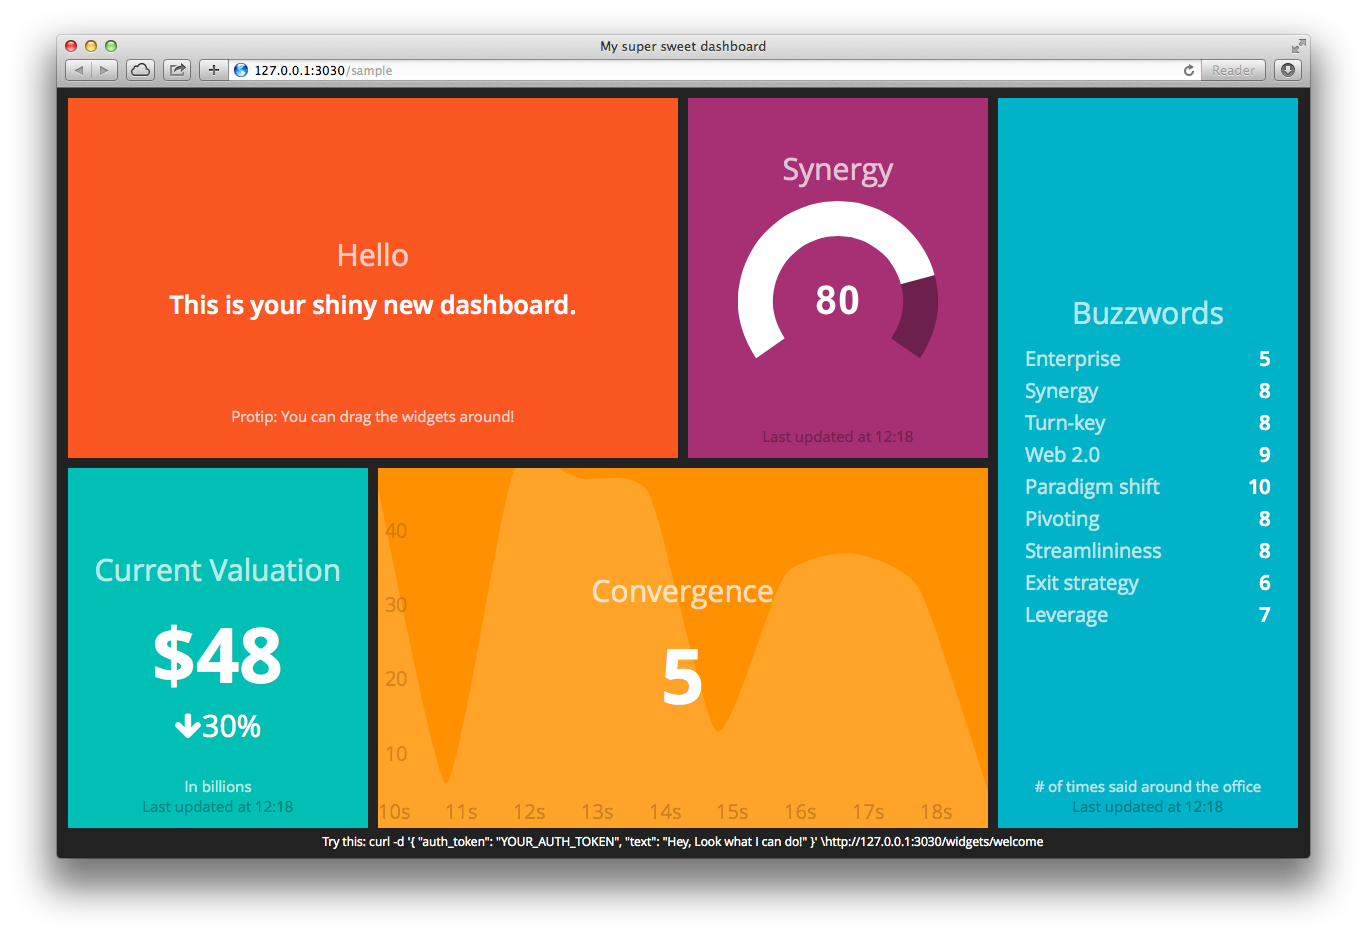 My super sweet dashboard
127.0.0.1:3030/sample
Reader
Hello
This is your shiny new dashboard.
Protip: You can drag the widgets around!
Synergy
80
Last updated at 12:18
Buzzwords
Enterprise 5
Synergy 8
Turn-key 8
Web 2.0 9
Paradigm shift 10
Pivoting 8
Streamlininess 8
Exit strategy 6
Leverage 7
# of times said around the office
Last updated at 12:18
Current Valuation
$48
30%
In billions
Last updated at 12:18
Convergence
5
40
30
20
10
10s 11s 12s 13s 14s 15s 16s 17s 18s
Try this: curl -d '{ "auth_token": "YOUR_AUTH_TOKEN", "text": "Hey, Look what I can do!" }' \http://127.0.0.1:3030/widgets/welcome